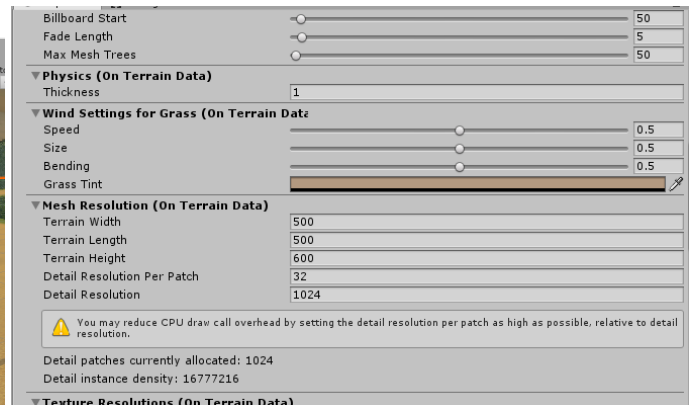 Billboard Start 50
Fade Length 5
Max Mesh Trees 50
Physics (On Terrain Data)
Thickness 1
Wind Settings for Grass (On Terrain Data
Speed 0.5
Size 0.5
Bending 0.5
Grass Tint
Mesh Resolution (On Terrain Data)
Terrain Width 500
Terrain Length 500
Terrain Height 600
Detail Resolution Per Patch 32
Detail Resolution 1024
You may reduce CPU draw call overhead by setting the detail resolution per patch as high as possible, relative to detail
resolution.
Detail patches currently allocated: 1024
Detail instance density: 16777216
Texture Resolutions (On Terrain Data)